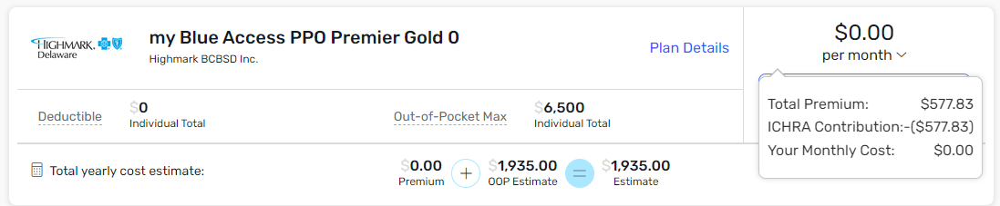 HIGHMARK.
Delaware
my Blue Access PPO Premier Gold 0
Highmark BCBSD Inc.
Plan Details
$0.00
per month
Total Premium: $577.83
ICHRA Contribution:-($577.83)
Your Monthly Cost: $0.00
Deductible
$0
Individual Total
Out-of-Pocket Max
$6,500
Individual Total
Total yearly cost estimate:
$0.00
Premium
+
$1,935.00
OOP Estimate
=
$1,935.00
Estimate